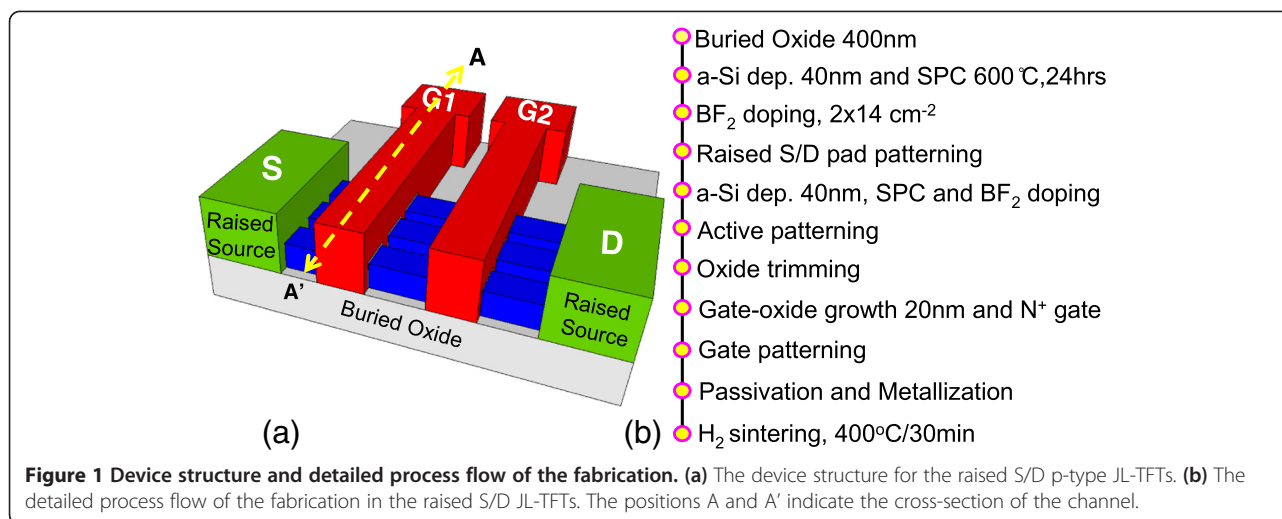 A
G1
G2
S
Raised
Source
D
Raised
Source
A'
Buried Oxide
(a)
(b)
Buried Oxide 400nm
a-Si dep. 40nm and SPC 600 ℃,24hrs
BF2 doping, 2x14 cm-2
Raised S/D pad patterning
a-Si dep. 40nm, SPC and BF2 doping
Active patterning
Oxide trimming
Gate-oxide growth 20nm and N+ gate
Gate patterning
Passivation and Metallization
H2 sintering, 400oC/30min
Figure 1 Device structure and detailed process flow of the fabrication. (a) The device structure for the raised S/D p-type JL-TFTs. (b) The
detailed process flow of the fabrication in the raised S/D JL-TFTs. The positions A and A’ indicate the cross-section of the channel.